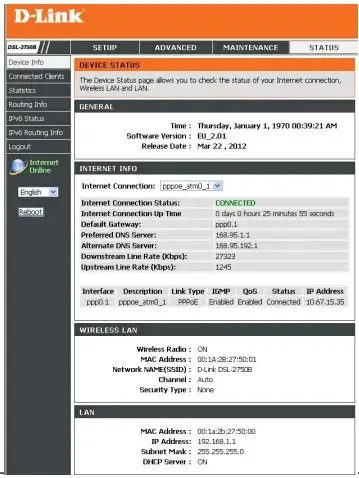 D-Link
DSL-2750B
SETUP ADVANCED MAINTENANCE STATUS
Device Info
Connected Clients
Statistics
Routing Info
IPv6 Status
IPv6 Routing Info
Logout
Internet
Online
English
Reboot
DEVICE STATUS
The Device Status page allows you to check the status of your Internet connection,
Wireless LAN and LAN.
GENERAL
Time : Thursday, January 1, 1970 00:39:21 AM
Software Version : EU_2.01
Release Date : Mar 22 , 2012
INTERNET INFO
Internet Connection: pppoe_atm0_1
Internet Connection Status: CONNECTED
Internet Connection Up Time 0 days 0 hours 25 minutes 55 seconds
Default Gateway: ppp0.1
Preferred DNS Server: 168.95.1.1
Alternate DNS Server: 168.95.192.1
Downstream Line Rate (Kbps): 27323
Upstream Line Rate (Kbps): 1245
Interface Description Link Type IGMP QoS Status IP Address
ppp0.1 pppoe_atm0_1 PPPoE Enabled Enabled Connected 10.67.15.35
WIRELESS LAN
Wireless Radio : ON
MAC Address : 00:1A:2B:27:50:01
Network NAME(SSID) : D-Link DSL-2750B
Channel : Auto
Security Type : None
LAN
MAC Address : 00:1a:2b:27:50:00
IP Address: 192.168.1.1
Subnet Mask : 255.255.255.0
DHCP Server : ON